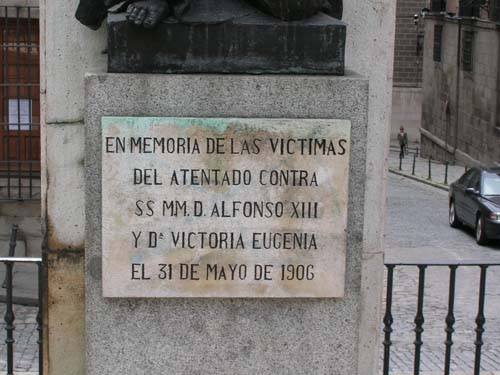 EN MEMORIA DE LAS VICTIMAS
DEL ATENTADO CONTRA
SS MM. D. ALFONSO XIII
Y Dª VICTORIA EUGENIA
EL 31 DE MAYO DE 1906